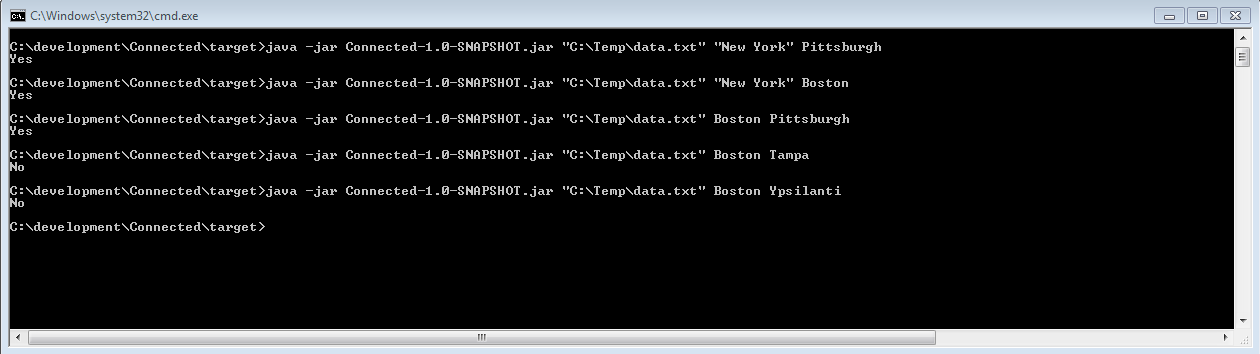 C:\Windows\system32\cmd.exe
C:\development\Connected\target>java -jar Connected-1.0-SNAPSHOT.jar "C:\Temp\data.txt" "New York" Pittsburgh
Yes
C:\development\Connected\target>java -jar Connected-1.0-SNAPSHOT.jar "C:\Temp\data.txt" "New York" Boston
Yes
C:\development\Connected\target>java -jar Connected-1.0-SNAPSHOT.jar "C:\Temp\data.txt" Boston Pittsburgh
Yes
C:\development\Connected\target>java -jar Connected-1.0-SNAPSHOT.jar "C:\Temp\data.txt" Boston Tampa
No
C:\development\Connected\target>java -jar Connected-1.0-SNAPSHOT.jar "C:\Temp\data.txt" Boston Ypsilanti
No
C:\development\Connected\target>